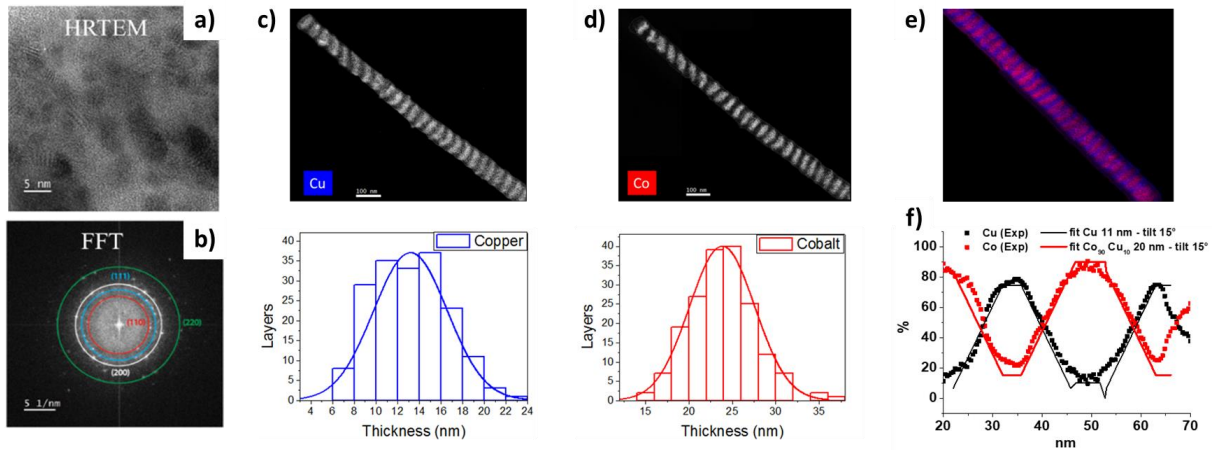 a)
HRTEM
5 nm
b)
FFT
(111)
(110)
(200)
(220)
5 1/nm
c)
Cu
100 nm
d)
Co
100 nm
e)
Copper
40
35
30
25
20
15
10
5
0
Layers
4 6 8 10 12 14 16 18 20 22 24
Thickness (nm)
Cobalt
40
35
30
25
20
15
10
5
0
Layers
15 20 25 30 35
Thickness (nm)
f)
Cu (Exp) fit Cu 11 nm - tilt 15°
Co (Exp) fit Co90 Cu10 20 nm - tilt 15°
100
80
60
40
20
0
%
20 30 40 50 60 70
nm